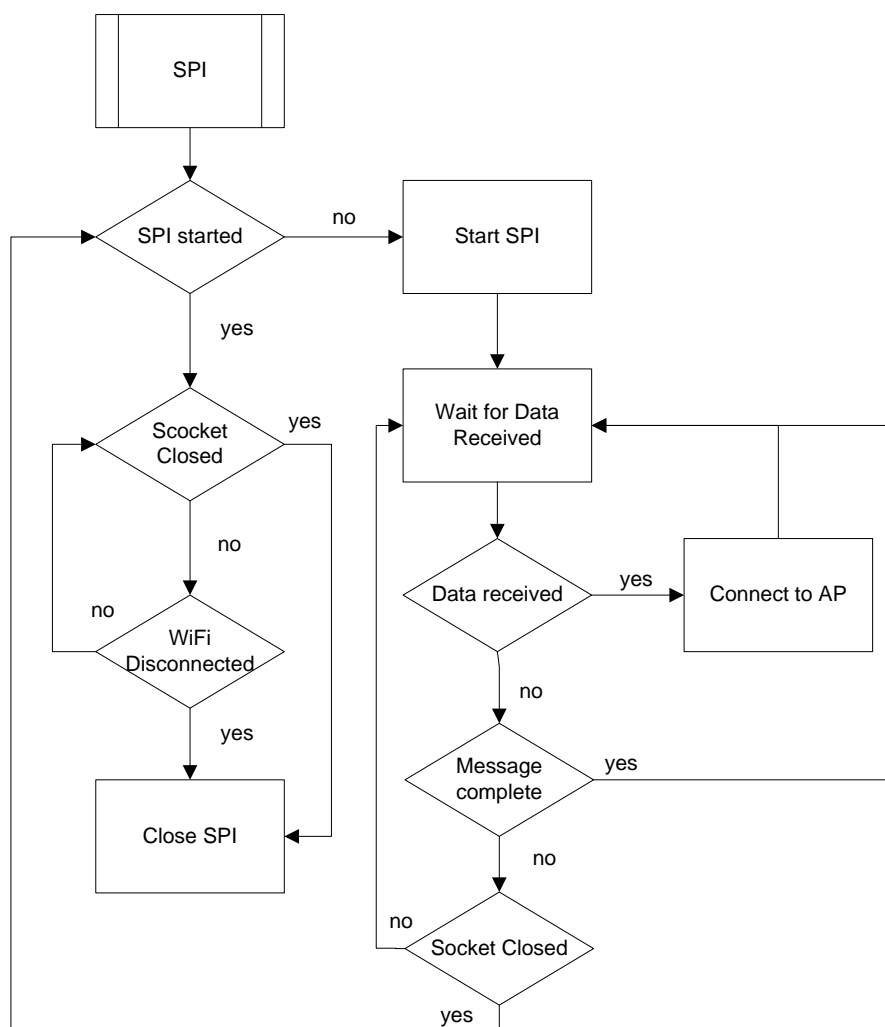 SPI
SPI started
no
Start SPI
yes
Scocket
Closed
yes
no
Wait for Data
Received
no
WiFi
Disconnected
yes
Close SPI
Data received
yes
Connect to AP
no
Message
complete
yes
no
no
Socket Closed
yes